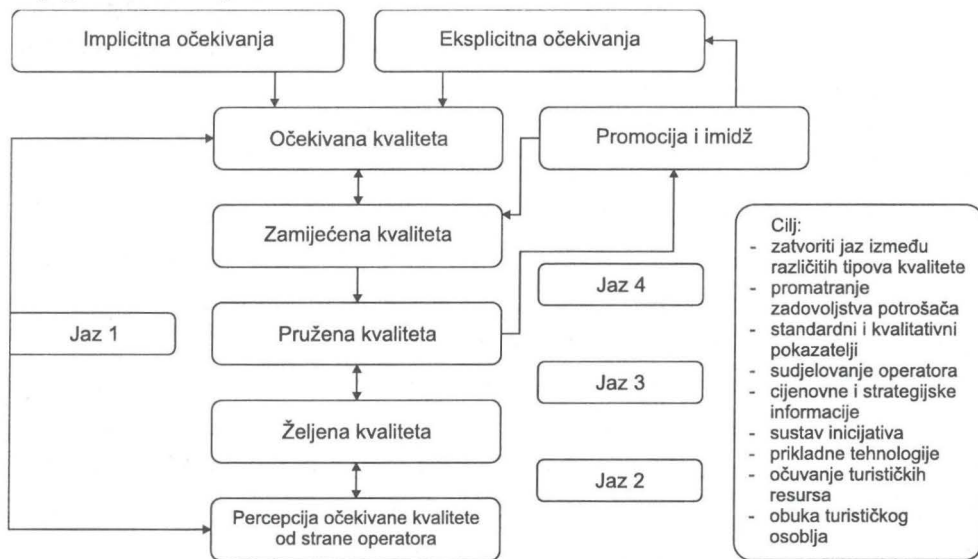 Implicitna očekivanja
Eksplicitna očekivanja
Očekivana kvaliteta
Promocija i imidž
Zamijećena kvaliteta
Jaz 4
Jaz 1
Pružena kvaliteta
Jaz 3
Željena kvaliteta
Jaz 2
Percepcija očekivane kvalitete
od strane operatora
Cilj:
- zatvoriti jaz između
različitih tipova kvalitete
- promatranje
zadovoljstva potrošača
- standardni i kvalitativni
pokazatelji
- sudjelovanje operatora
- cijenovne i strategijske
informacije
- sustav inicijativa
- prikladne tehnologije
- očuvanje turističkih
resursa
- obuka turističkog
osoblja